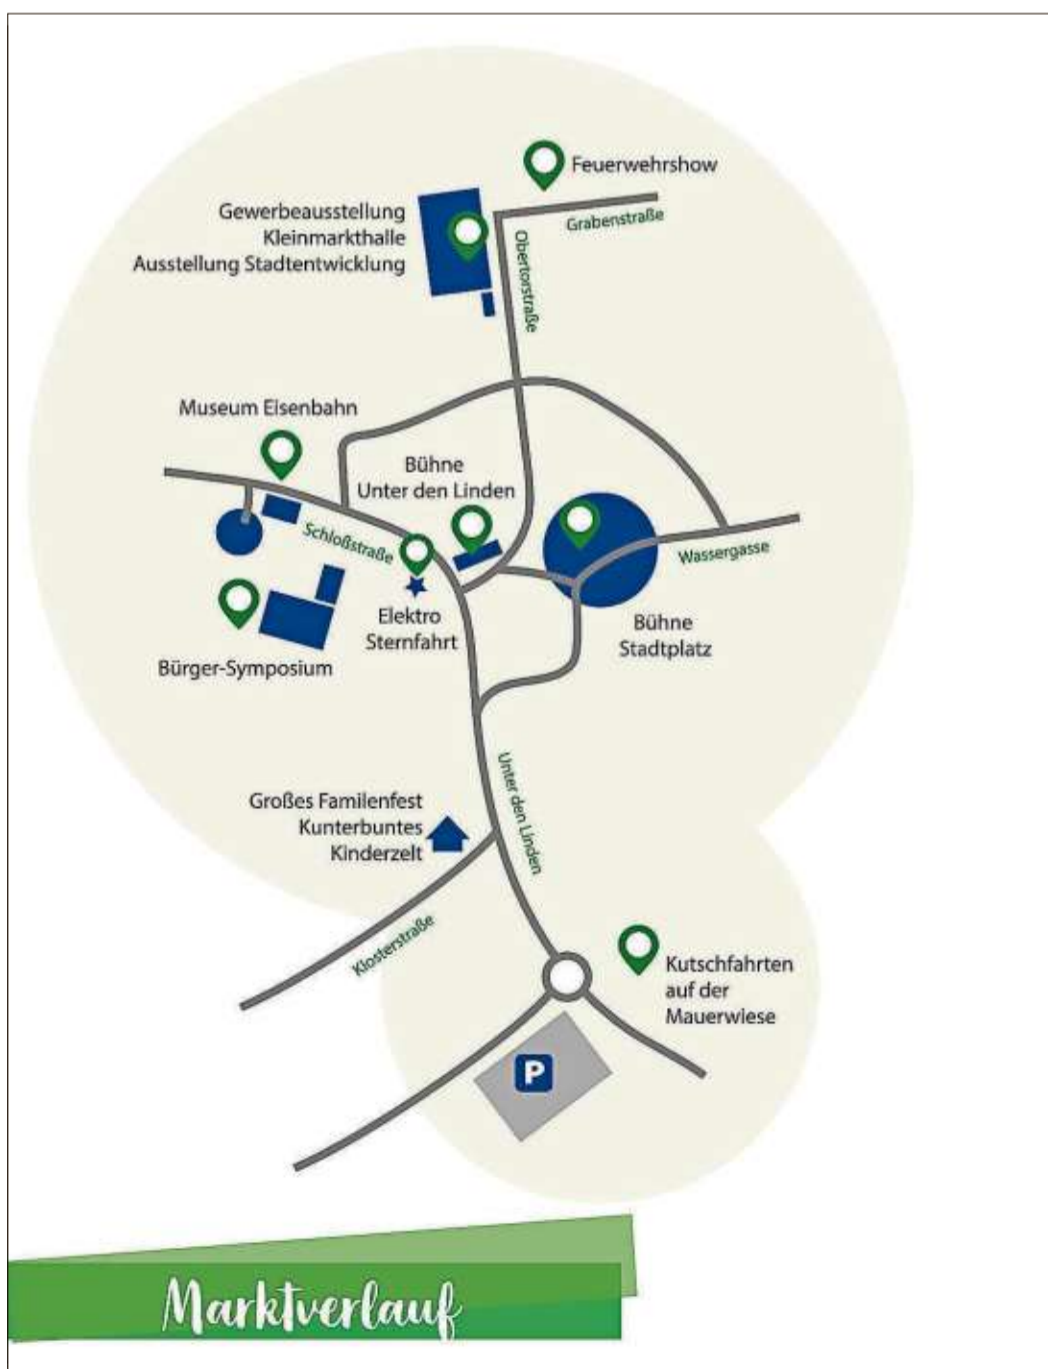 Feuerwehrshow
Grabenstraße
Gewerbeausstellung
Kleinmarkthalle
Ausstellung Stadtentwicklung
Obertorstraße
Museum Eisenbahn
Bühne
Unter den Linden
Schloßstraße
Wassergasse
Elektro
Sternfahrt
Bühne
Stadtplatz
Bürger-Symposium
Unter den Linden
Großes Familenfest
Kunterbuntes
Kinderzelt
Klosterstraße
Kutschfahrten
auf der
Mauerwiese
P
Marktverlauf